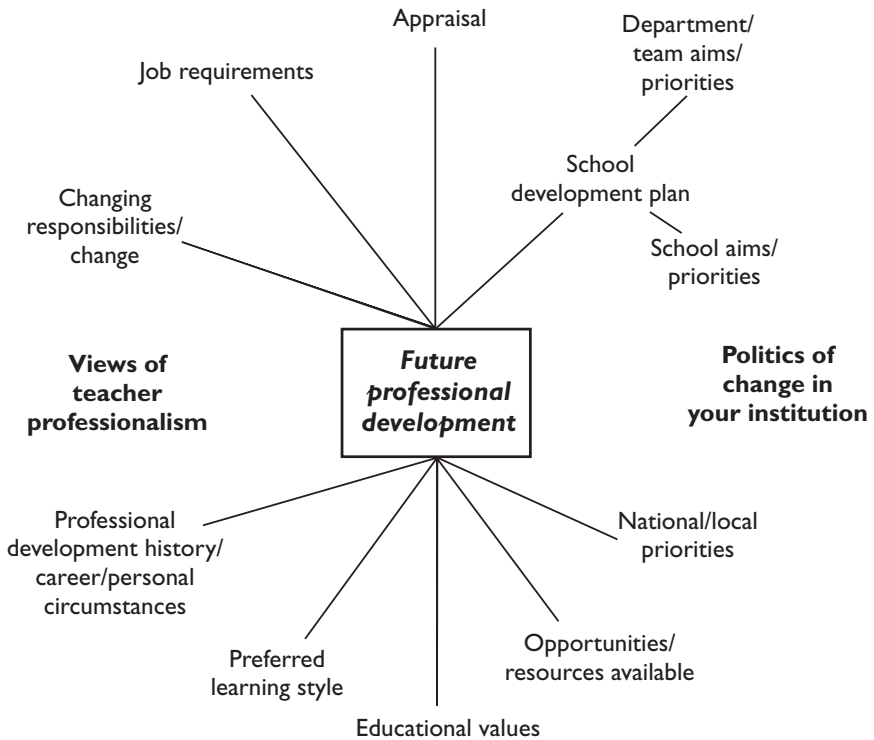 Appraisal
Department/
team aims/
priorities
Job requirements
School
development plan
Changing
responsibilities/
change
School aims/
priorities
Views of
teacher
professionalism
Future
professional
development
Politics of
change in
your institution
Professional
development history/
career/personal
circumstances
National/local
priorities
Preferred
learning style
Opportunities/
resources available
Educational values